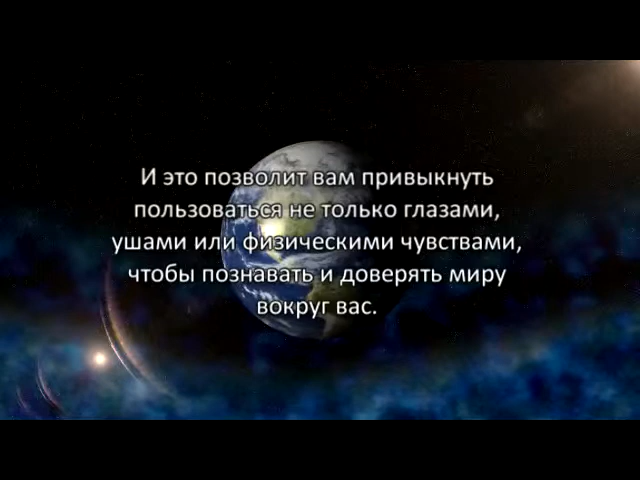 И это позволит вам привыкнуть
пользоваться не только глазами,
ушами или физическими чувствами,
чтобы познавать и доверять миру
вокруг вас.